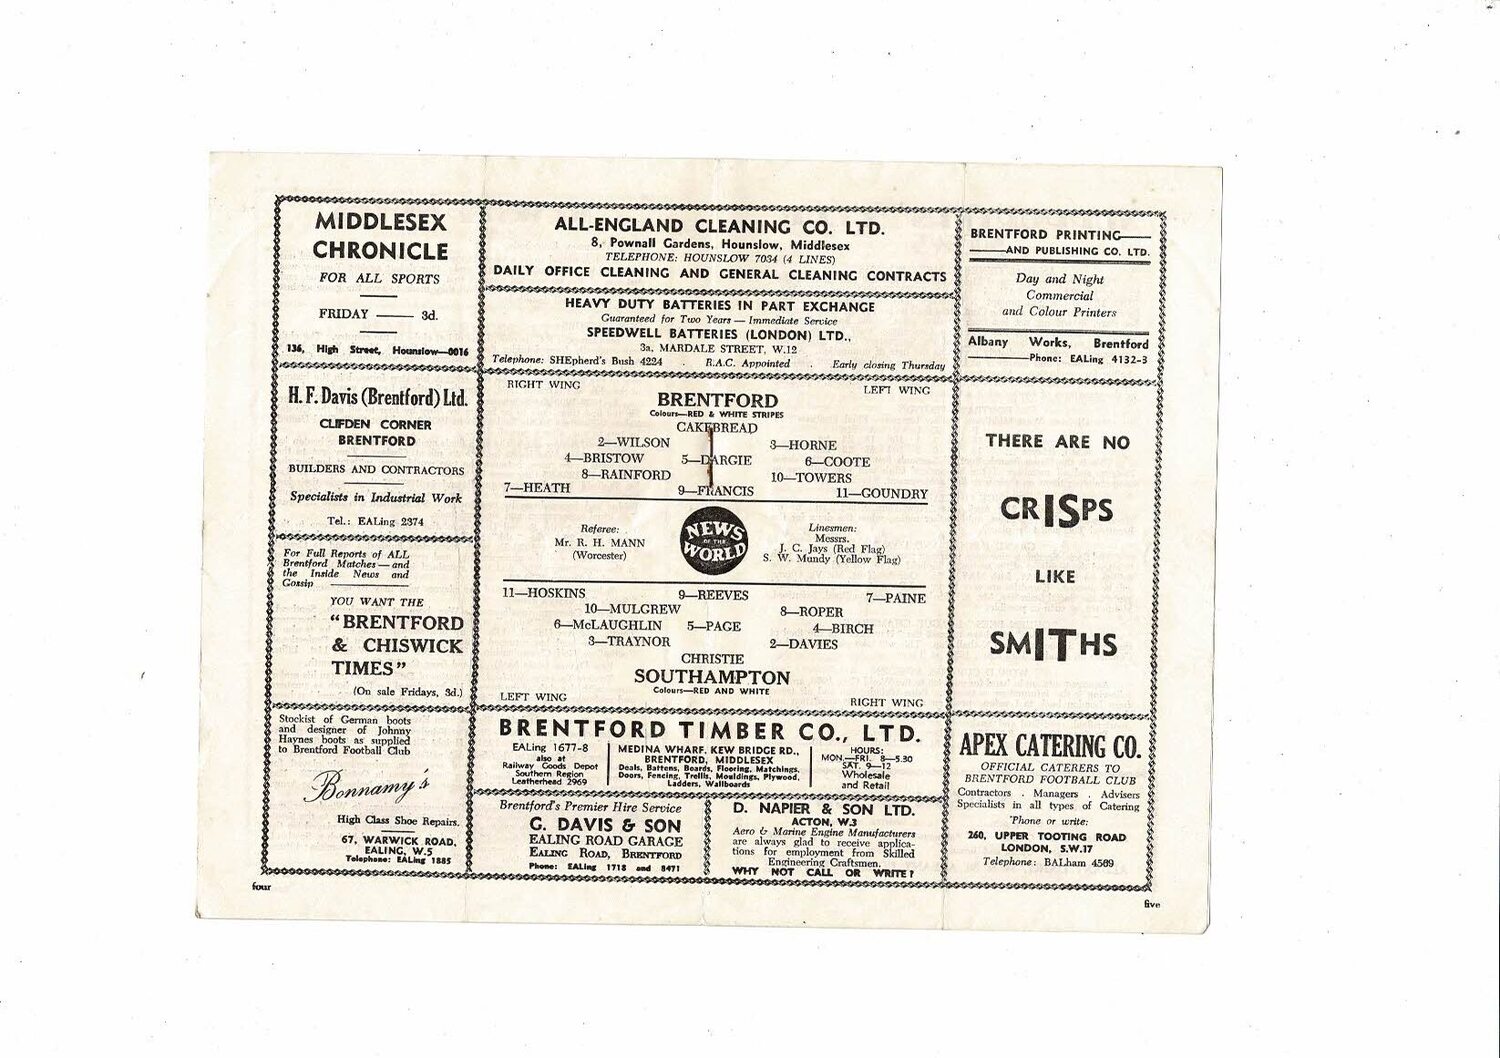 MIDDLESEX
CHRONICLE
FOR ALL SPORTS
FRIDAY —— 3d.
136, High Street, Hounslow—0016
H. F. Davis (Brentford) Ltd.
CLIFDEN CORNER
BRENTFORD
BUILDERS AND CONTRACTORS
Specialists in Industrial Work
Tel.: EALing 2374
For Full Reports of ALL
Brentford Matches—and
the Inside News and
Gossip
YOU WANT THE
"BRENTFORD
& CHISWICK
TIMES"
(On sale Fridays, 3d.)
Stockist of German boots
and designer of Johnny
Haynes boots as supplied
to Brentford Football Club
Bonnamy's
High Class Shoe Repairs.
67, WARWICK ROAD,
EALING, W.5
Telephone: EALing 1885
four
ALL-ENGLAND CLEANING CO. LTD.
8, Pownall Gardens, Hounslow, Middlesex
TELEPHONE: HOUNSLOW 7034 (4 LINES)
DAILY OFFICE CLEANING AND GENERAL CLEANING CONTRACTS
HEAVY DUTY BATTERIES IN PART EXCHANGE
Guaranteed for Two Years — Immediate Service
SPEEDWELL BATTERIES (LONDON) LTD.,
3a, MARDALE STREET, W.12
Telephone: SHEpherd's Bush 4224 . R.A.C. Appointed . Early closing Thursday
RIGHT WING LEFT WING
BRENTFORD
Colours—RED & WHITE STRIPES
CAKEBREAD
2—WILSON 3—HORNE
4—BRISTOW 5—DARGIE 6—COOTE
8—RAINFORD 10—TOWERS
7—HEATH 9—FRANCIS 11—GOUNDRY
Referee:
Mr. R. H. MANN
(Worcester)
NEWS
OF THE
WORLD
Linesmen:
Messrs.
J. C. Jays (Red Flag)
S. W. Mundy (Yellow Flag)
11—HOSKINS 9—REEVES 7—PAINE
10—MULGREW 8—ROPER
6—McLAUGHLIN 5—PAGE 4—BIRCH
3—TRAYNOR 2—DAVIES
CHRISTIE
SOUTHAMPTON
Colours—RED AND WHITE
LEFT WING RIGHT WING
BRENTFORD TIMBER CO., LTD.
EALing 1677-8
also at
Railway Goods Depot
Southern Region
Leatherhead 2969
MEDINA WHARF, KEW BRIDGE RD.,
BRENTFORD, MIDDLESEX
Deals, Battens, Boards, Flooring, Matchings,
Doors, Fencing, Trellis, Mouldings, Plywood,
Ladders, Wallboards
HOURS:
MON.—FRI. 8—5.30
SAT. 9—12
Wholesale
and Retail
Brentford's Premier Hire Service
G. DAVIS & SON
EALING ROAD GARAGE
EALING ROAD, BRENTFORD
Phone: EALing 1718 and 8471
D. NAPIER & SON LTD.
ACTON, W.3
Aero & Marine Engine Manufacturers
are always glad to receive applica-
tions for employment from Skilled
Engineering Craftsmen.
WHY NOT CALL OR WRITE?
BRENTFORD PRINTING
AND PUBLISHING CO. LTD.
Day and Night
Commercial
and Colour Printers
Albany Works, Brentford
Phone: EALing 4132-3
THERE ARE NO
CRISPS
LIKE
SMITHS
APEX CATERING CO.
OFFICIAL CATERERS TO
BRENTFORD FOOTBALL CLUB
Contractors . Managers . Advisers
Specialists in all types of Catering
'Phone or write:
260, UPPER TOOTING ROAD
LONDON, S.W.17
Telephone: BALham 4569
five